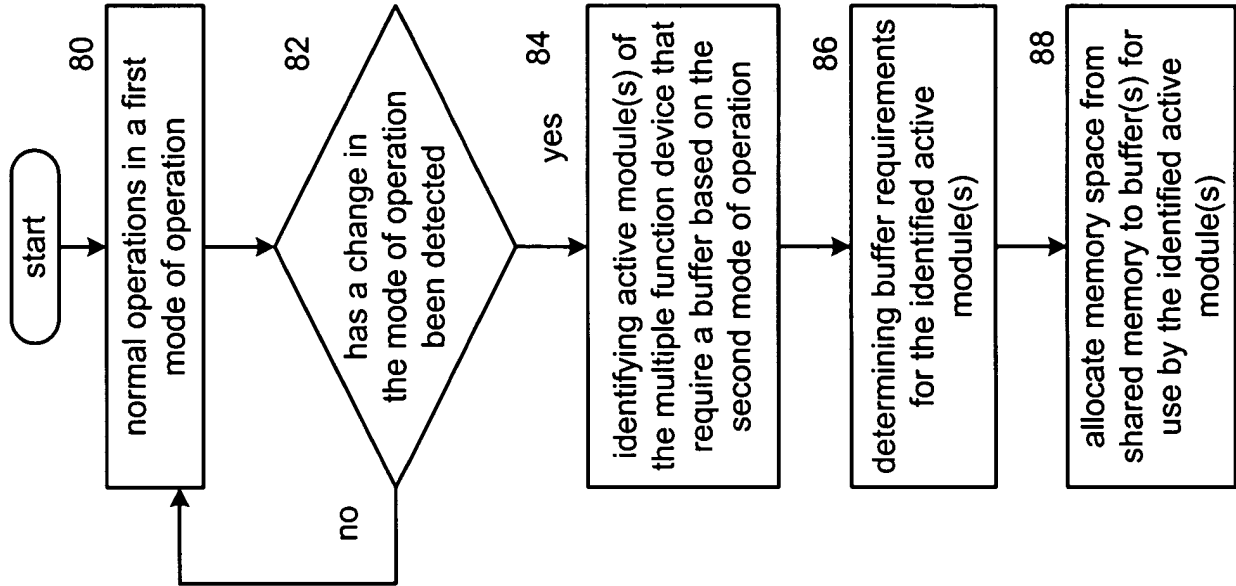 start
80
normal operations in a first
mode of operation
82
has a change in
the mode of operation
been detected
no
yes
84
identifying active module(s) of
the multiple function device that
require a buffer based on the
second mode of operation
86
determining buffer requirements
for the identified active
module(s)
88
allocate memory space from
shared memory to buffer(s) for
use by the identified active
module(s)